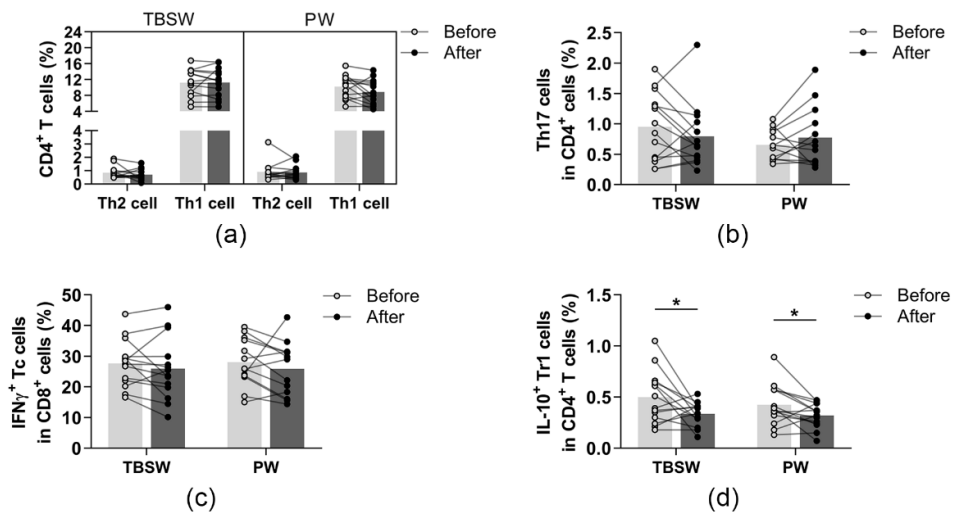 TBSW PW
Before
After
CD4+ T cells (%)
24
20
16
12
8
4
4
3
2
1
0
Th2 cell Th1 cell Th2 cell Th1 cell
(a)
Before
After
Th17 cells
in CD4+ cells (%)
2.5
2.0
1.5
1.0
0.5
0.0
TBSW PW
(b)
Before
After
IFNγ+ Tc cells
in CD8+ cells (%)
50
40
30
20
10
0
TBSW PW
(c)
Before
After
IL-10+ Tr1 cells
in CD4+ T cells (%)
1.5
1.0
0.5
0.0
* *
TBSW PW
(d)